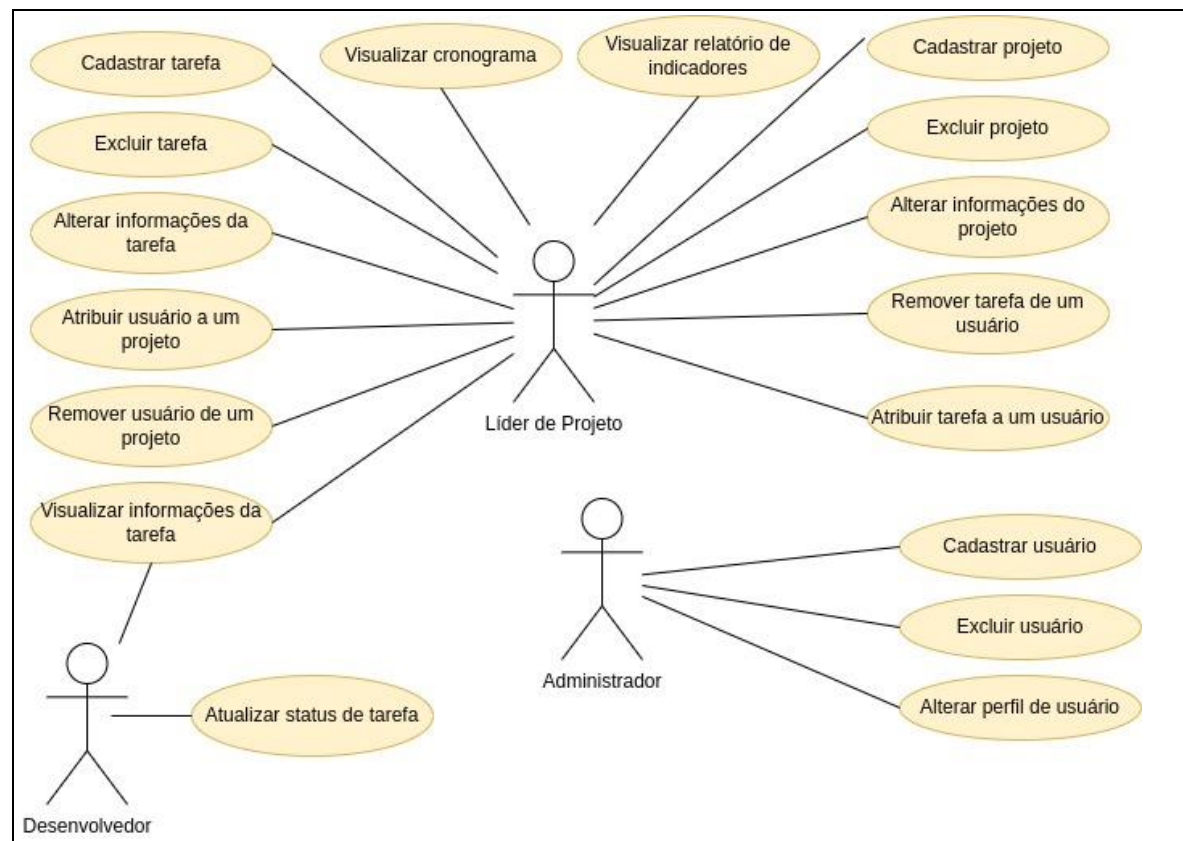 Cadastrar tarefa
Visualizar cronograma
Visualizar relatório de
indicadores
Cadastrar projeto
Excluir tarefa
Excluir projeto
Alterar informações da
tarefa
Alterar informações do
projeto
Atribuir usuário a um
projeto
Remover tarefa de um
usuário
Remover usuário de um
projeto
Líder de Projeto
Atribuir tarefa a um usuário
Visualizar informações da
tarefa
Cadastrar usuário
Excluir usuário
Administrador
Alterar perfil de usuário
Atualizar status de tarefa
Desenvolvedor